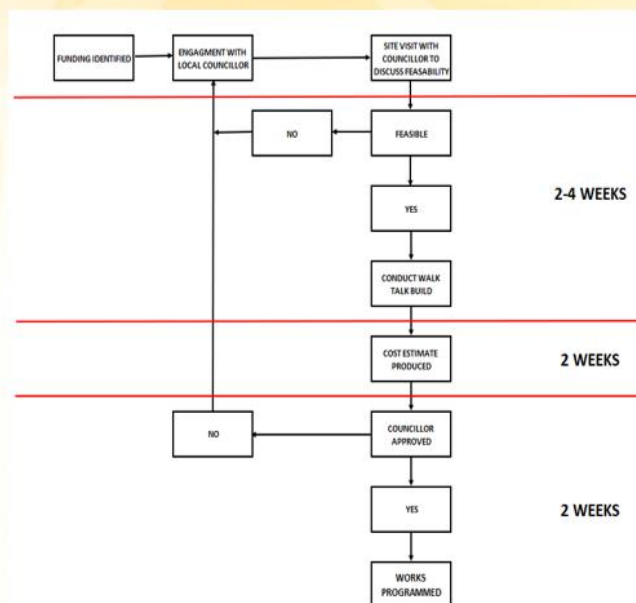 FUNDING IDENTIFIED
ENGAGMENT WITH
LOCAL COUNCILLOR
SITE VISIT WITH
COUNCILLOR TO
DISCUSS FEASABILITY
NO
FEASIBLE
2-4 WEEKS
YES
CONDUCT WALK
TALK BUILD
COST ESTIMATE
PRODUCED
2 WEEKS
NO
COUNCILLOR
APPROVED
YES
2 WEEKS
WORKS
PROGRAMMED